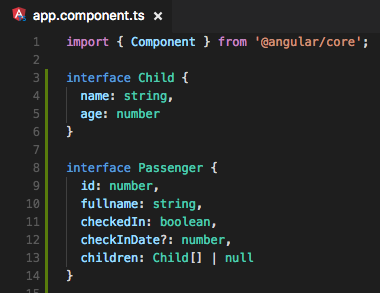 app.component.ts ×
1 import { Component } from '@angular/core';
2
3 interface Child {
4   name: string,
5   age: number
6 }
7
8 interface Passenger {
9   id: number,
10   fullname: string,
11   checkedIn: boolean,
12   checkInDate?: number,
13   children: Child[] | null
14 }
15